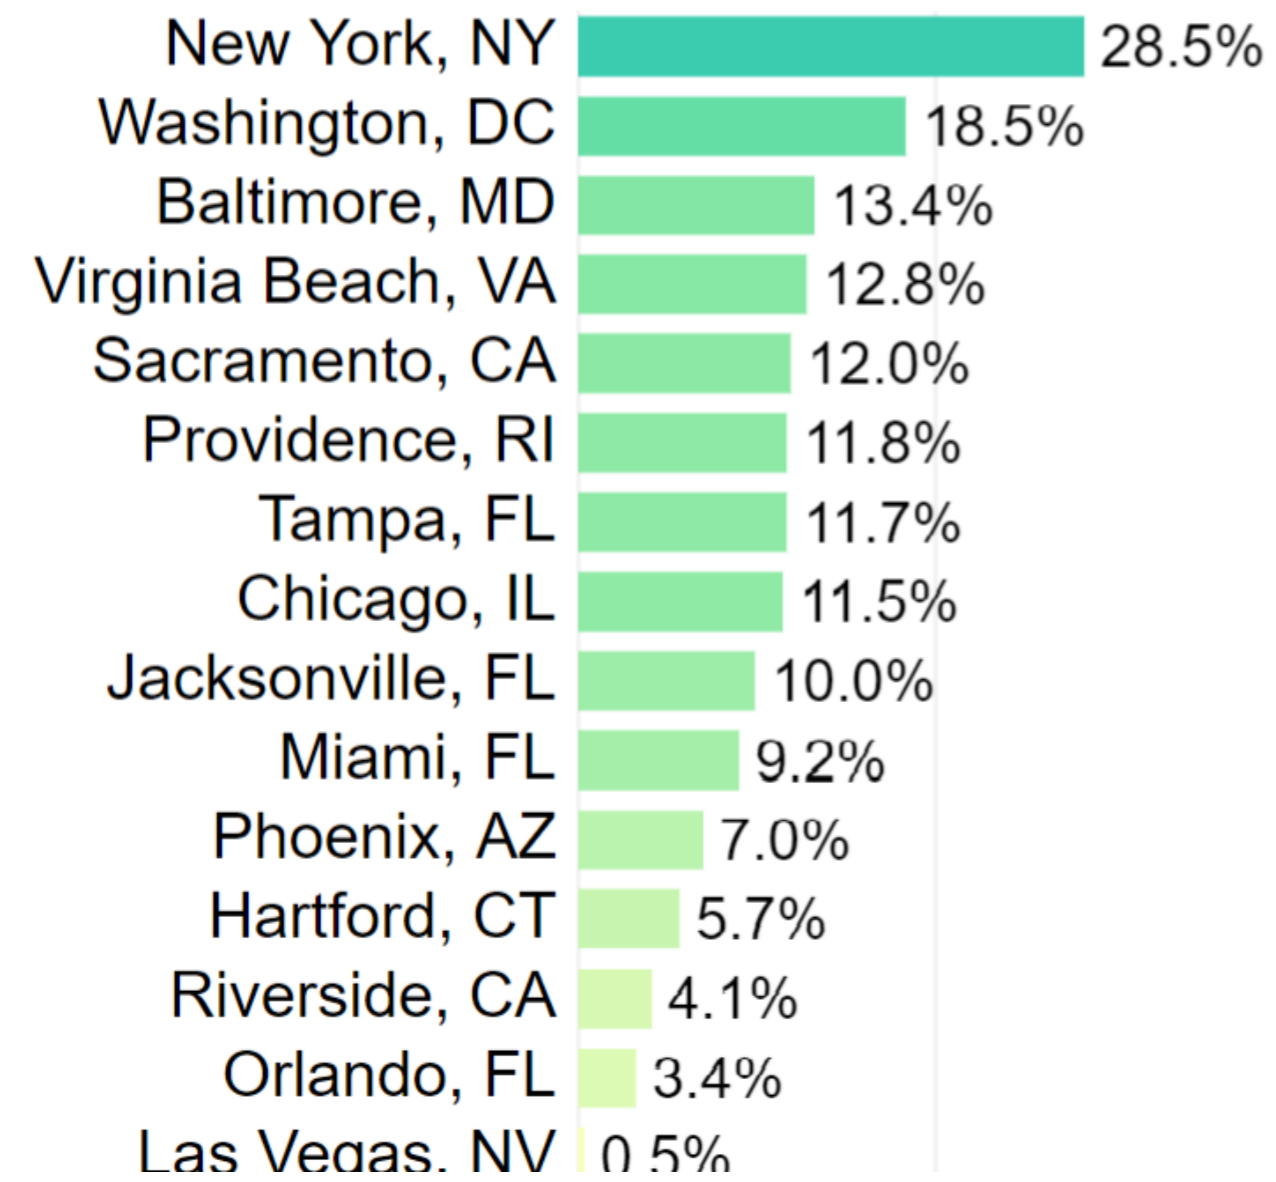 New York, NY 28.5%
Washington, DC 18.5%
Baltimore, MD 13.4%
Virginia Beach, VA 12.8%
Sacramento, CA 12.0%
Providence, RI 11.8%
Tampa, FL 11.7%
Chicago, IL 11.5%
Jacksonville, FL 10.0%
Miami, FL 9.2%
Phoenix, AZ 7.0%
Hartford, CT 5.7%
Riverside, CA 4.1%
Orlando, FL 3.4%
Las Vegas, NV 0.5%